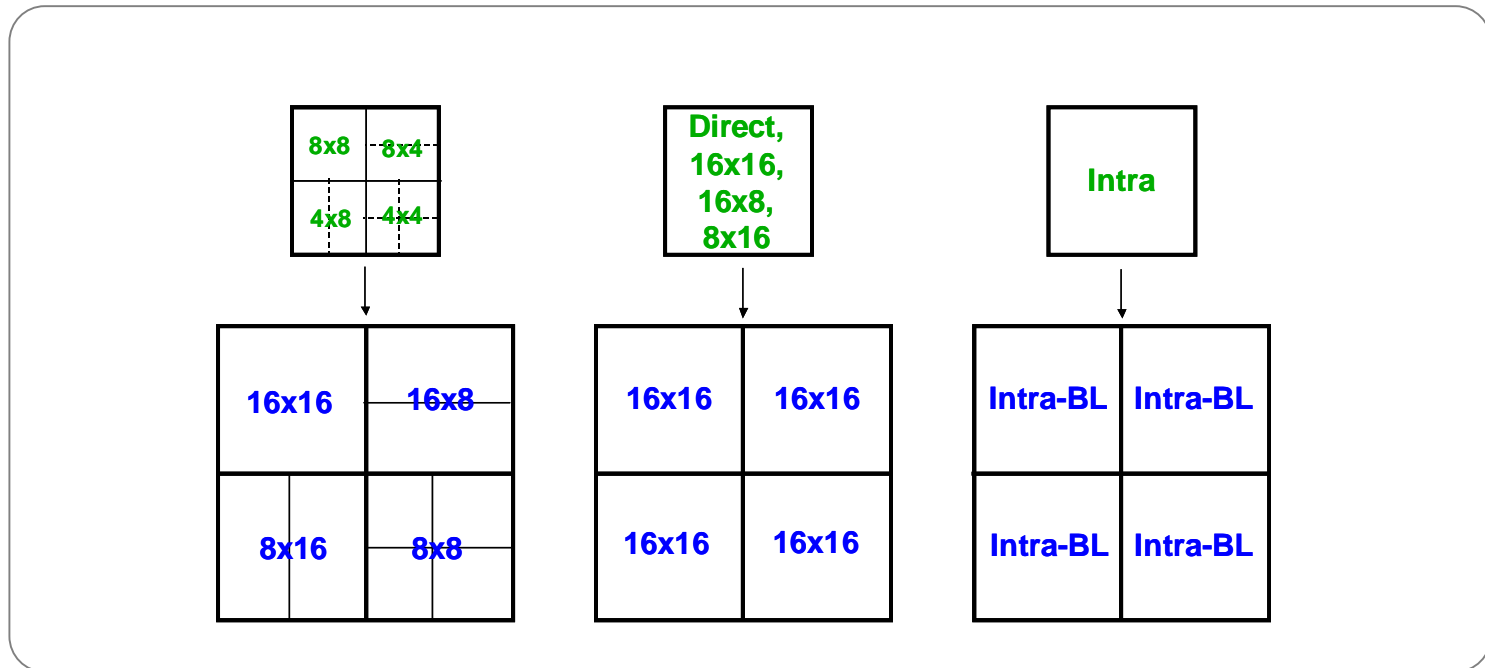 8x8
8x4
4x8
4x4
Direct,
16x16,
16x8,
8x16
Intra
16x16
16x8
8x16
8x8
16x16
16x16
16x16
16x16
Intra-BL
Intra-BL
Intra-BL
Intra-BL